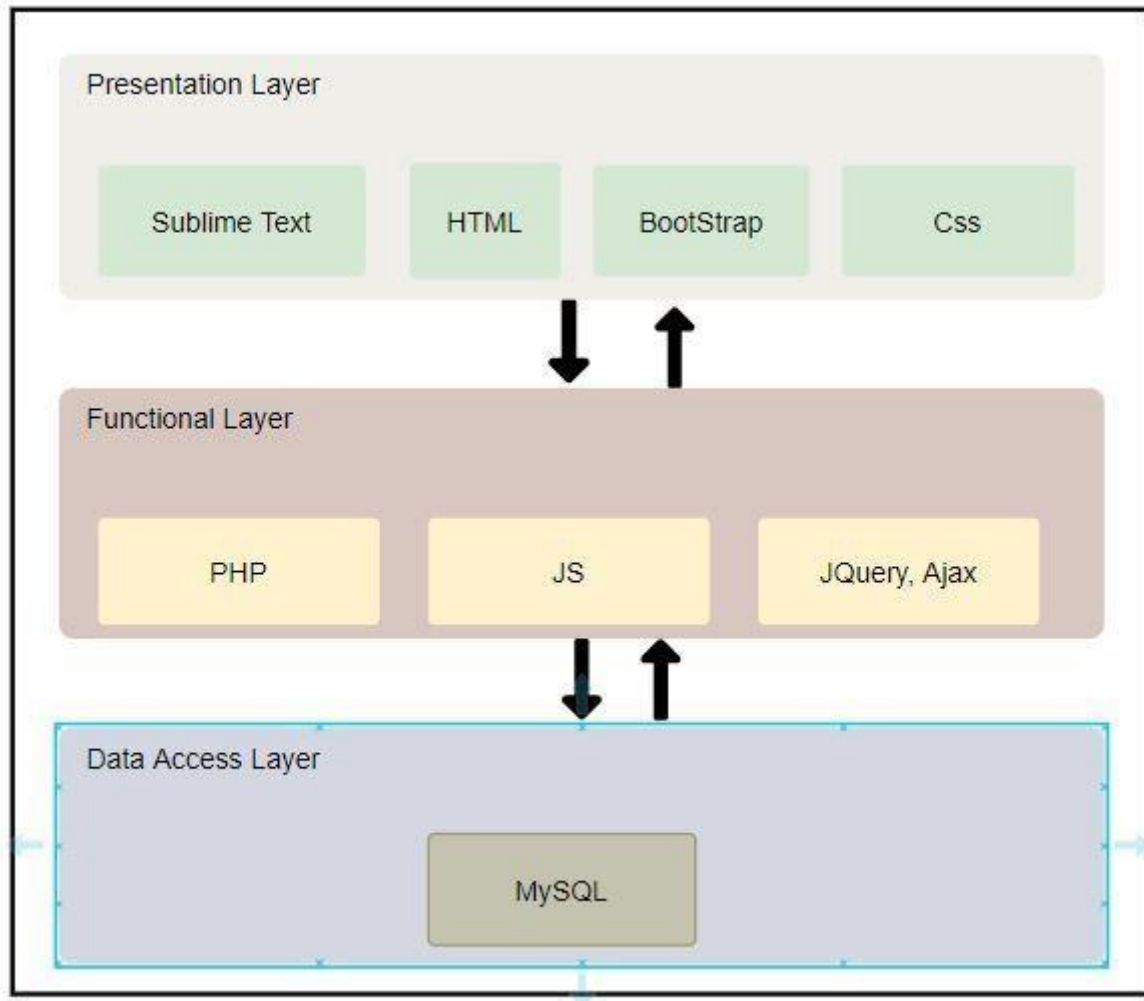 Presentation Layer
Sublime Text
HTML
BootStrap
Css
Functional Layer
PHP
JS
JQuery, Ajax
Data Access Layer
MySQL